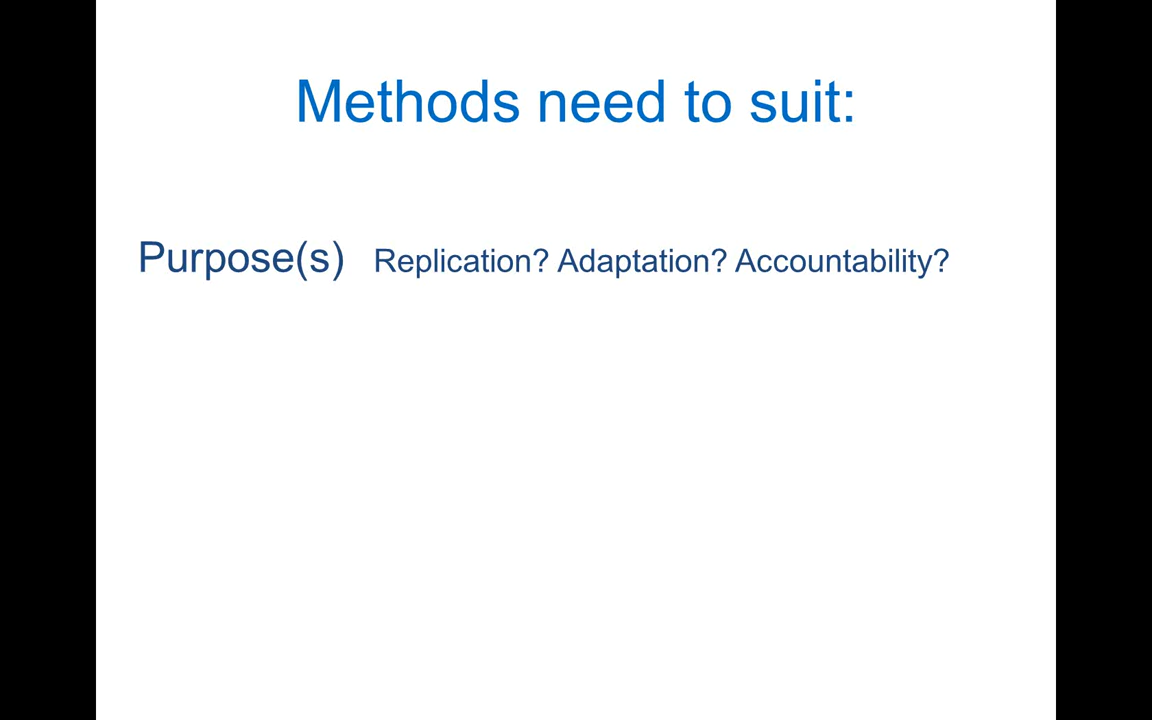 Methods need to suit:
Purpose(s) Replication? Adaptation? Accountability?